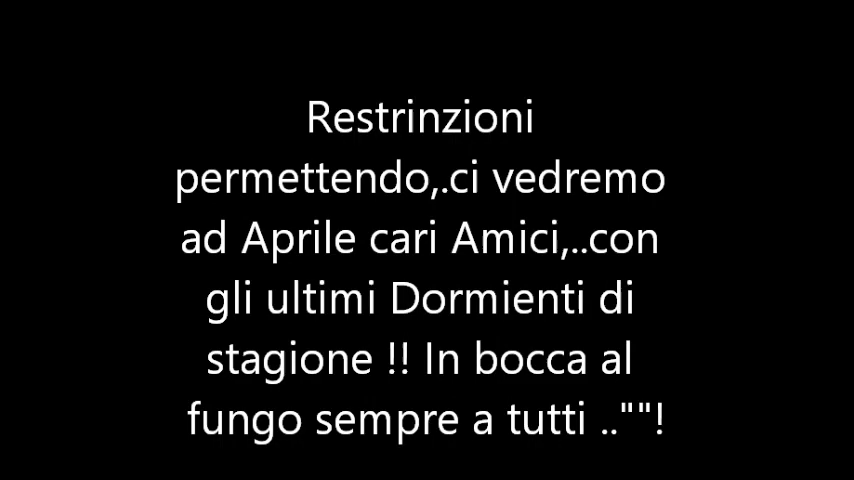 Restrinzioni
permettendo,.ci vedremo
ad Aprile cari Amici,..con
gli ultimi Dormienti di
stagione !! In bocca al
fungo sempre a tutti ..""!